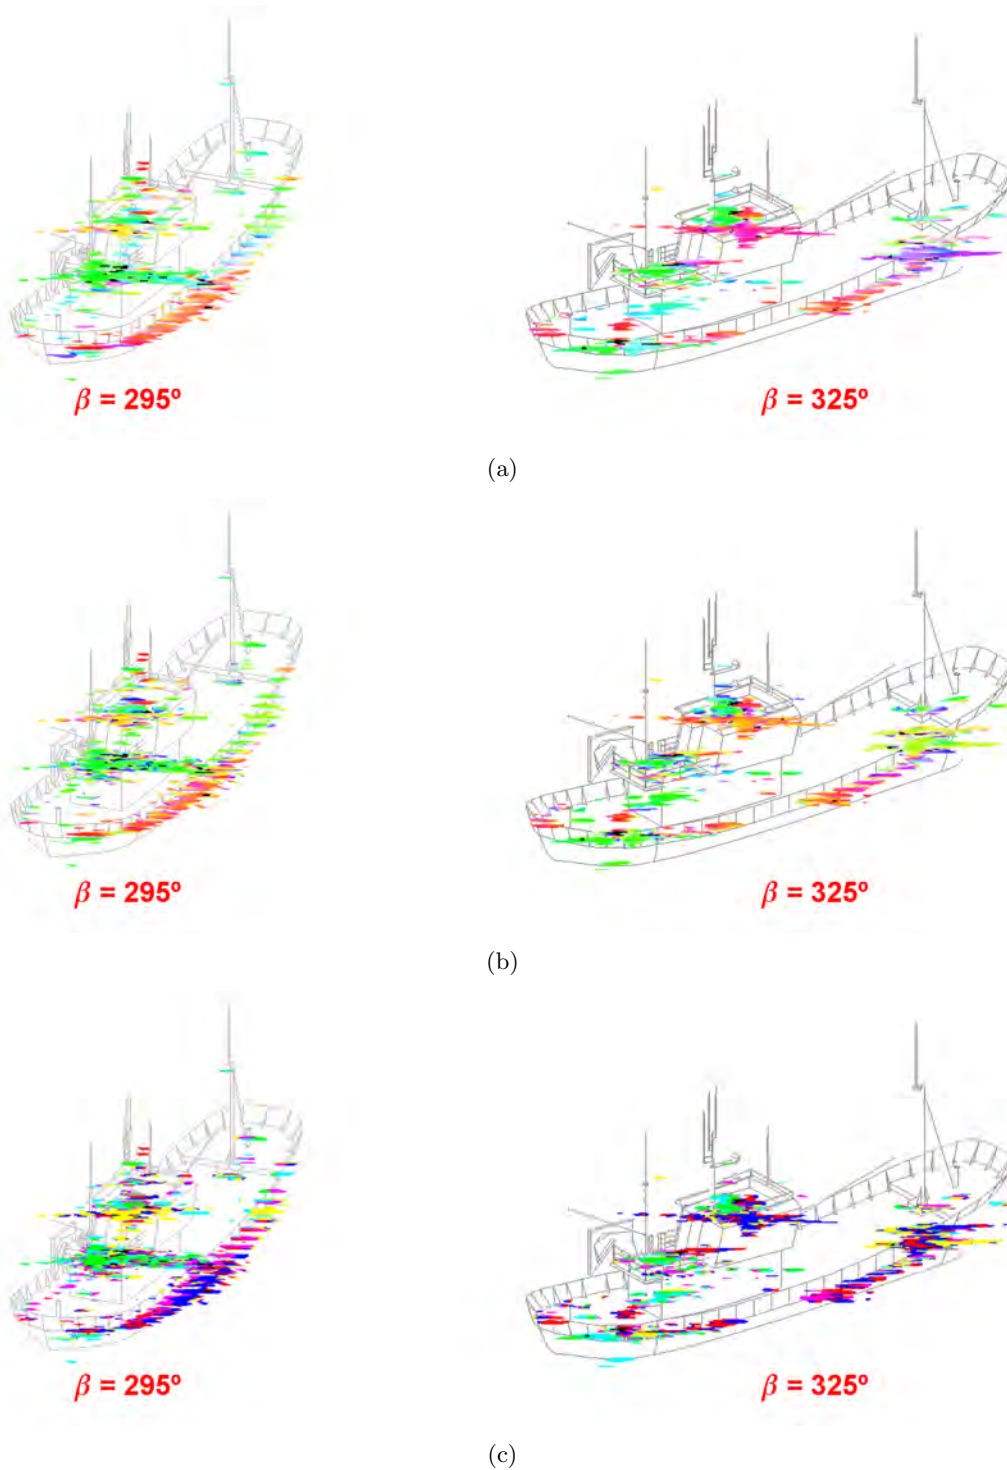 β = 295º β = 325º
(a)
β = 295º β = 325º
(b)
β = 295º β = 325º
(c)